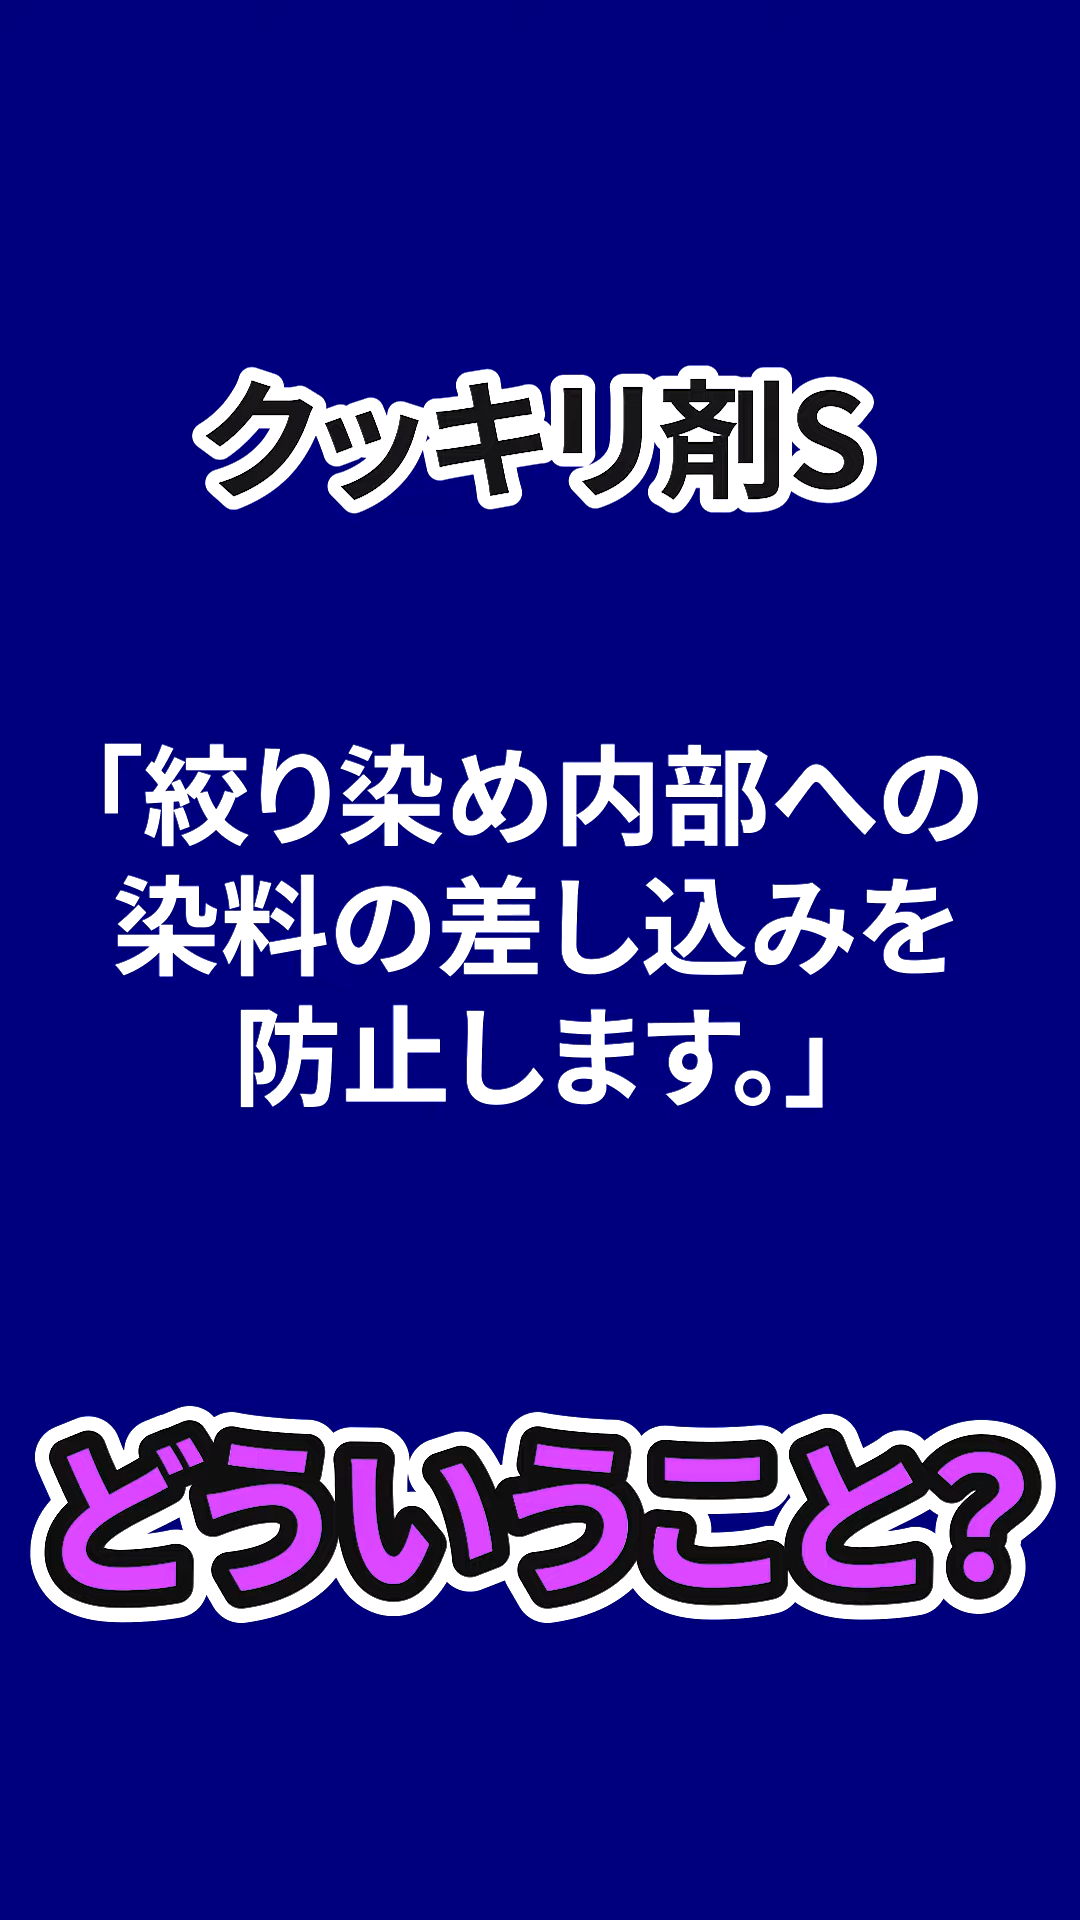 クッキリ剤S
「絞り染め内部への
染料の差し込みを
防止します。」
どういうこと?